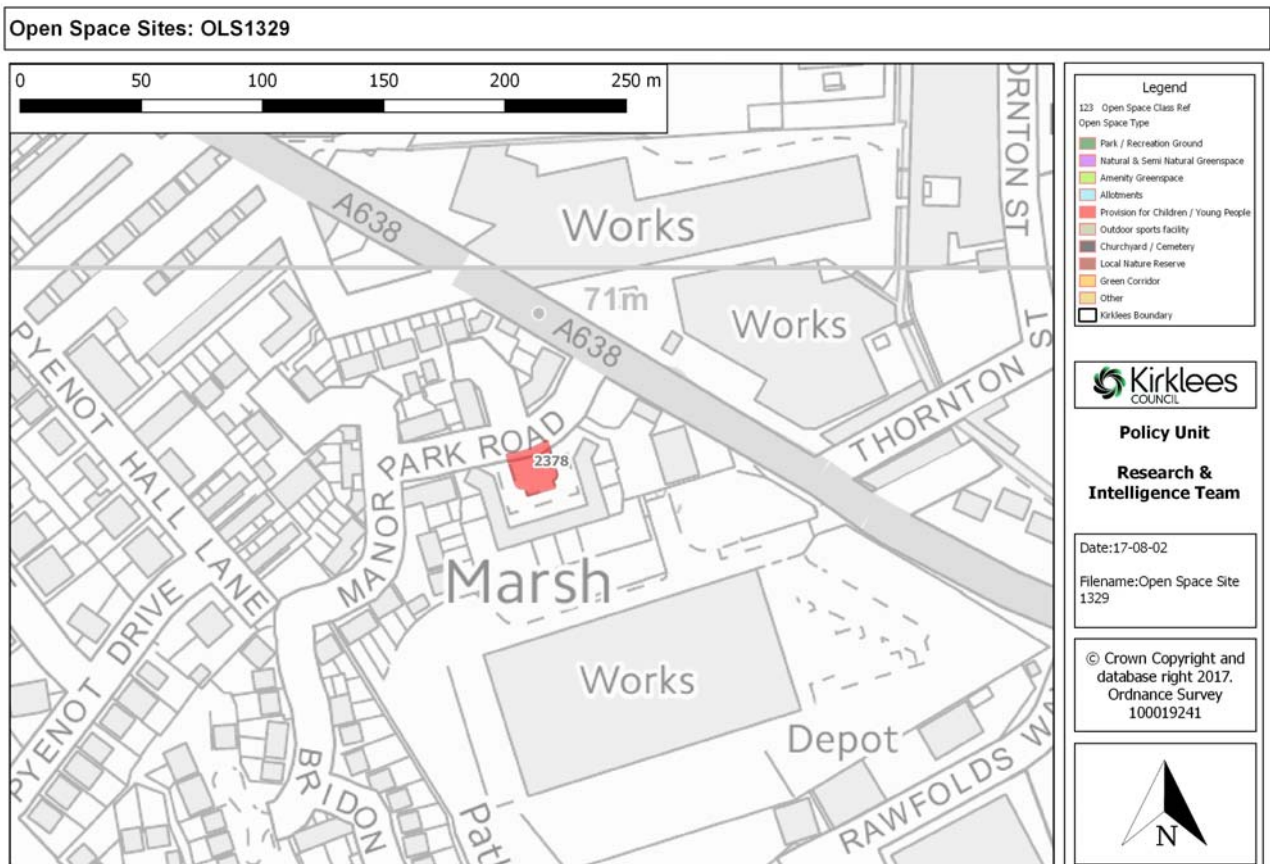 Open Space Sites: OLS1329
0 50 100 150 200 250 m
A638
Works
ORNTON ST
71m
A638
Works
THORNTON ST
PYENOT HALL LANE
MANOR PARK ROAD
2378
Marsh
PYENOT DRIVE
Works
Depot
BRIDON
Path
RAWFOLDS WA
Legend
123 Open Space Class Ref
Open Space Type
Park / Recreation Ground
Natural & Semi Natural Greenspace
Amenity Greenspace
Allotments
Provision for Children / Young People
Outdoor sports facility
Churchyard / Cemetery
Local Nature Reserve
Green Corridor
Other
Kirklees Boundary
Kirklees
COUNCIL
Policy Unit
Research &
Intelligence Team
Date:17-08-02
Filename:Open Space Site
1329
© Crown Copyright and
database right 2017.
Ordnance Survey
100019241
N